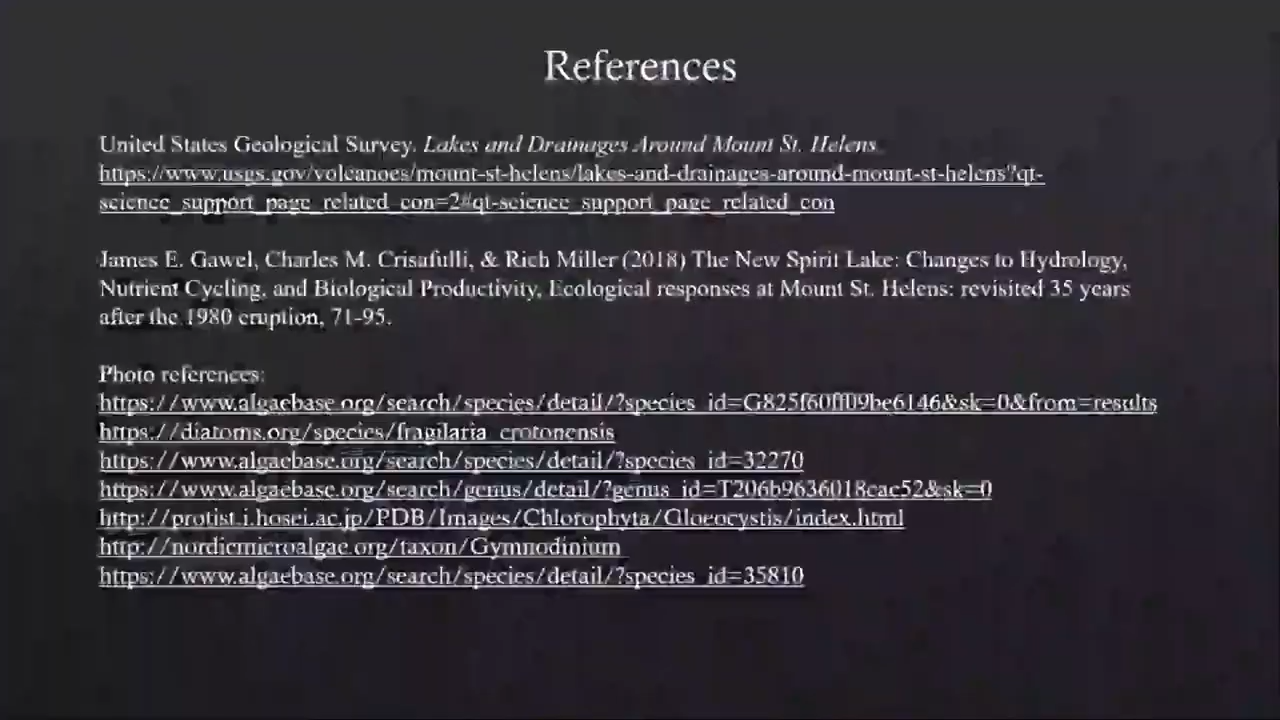 References
United States Geological Survey. Lakes and Drainages Around Mount St. Helens.
https://www.usgs.gov/volcanoes/mount-st-helens/lakes-and-drainages-around-mount-st-helens?qt-
science_support_page_related_con=2#qt-science_support_page_related_con
James E. Gawel, Charles M. Crisafulli, & Rich Miller (2018) The New Spirit Lake: Changes to Hydrology,
Nutrient Cycling, and Biological Productivity, Ecological responses at Mount St. Helens: revisited 35 years
after the 1980 eruption, 71-95.
Photo references:
https://www.algaebase.org/search/species/detail/?species_id=G825f60ff09be6146&sk=0&from=results
https://diatoms.org/species/fragilaria_crotonensis
https://www.algaebase.org/search/species/detail/?species_id=32270
https://www.algaebase.org/search/genus/detail/?genus_id=T206b9636018cac52&sk=0
http://protist.i.hosei.ac.jp/PDB/Images/Chlorophyta/Gloeocystis/index.html
http://nordicmicroalgae.org/taxon/Gymnodinium
https://www.algaebase.org/search/species/detail/?species_id=35810